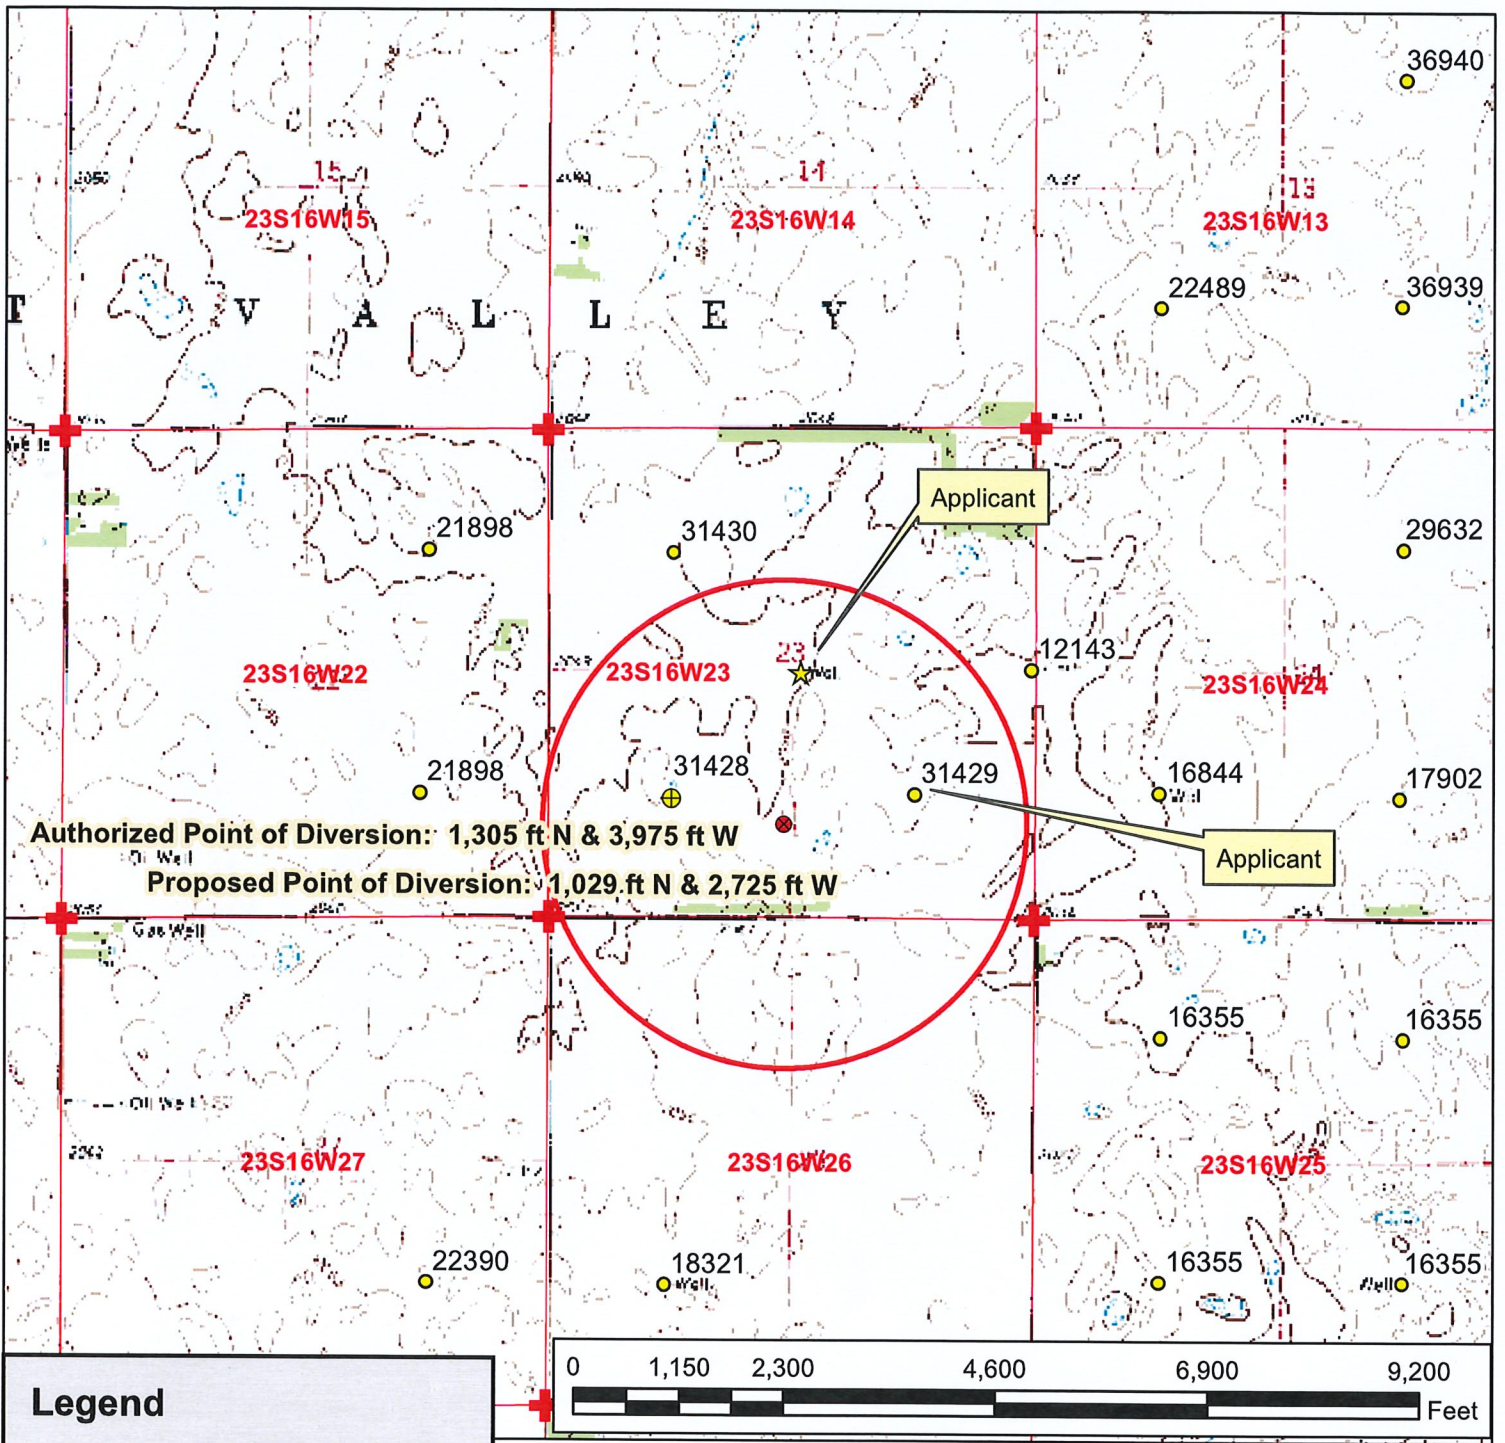 36940
15
14
13
23S16W15
23S16W14
23S16W13
22489
36939
T V A L L E Y
Applicant
21898
31430
29632
23
12143
23S16W22
23S16W23
23S16W24
21898
31428
31429
16844
Well
17902
Authorized Point of Diversion: 1,305 ft N & 3,975 ft W
Oil Well
Applicant
Proposed Point of Diversion: 1,029 ft N & 2,725 ft W
Gas Well
16355
16355
Oil Well
23S16W27
23S16W26
23S16W25
22390
18321
Well
16355
16355
Well
0 1,150 2,300 4,600 6,900 9,200
Feet
Legend